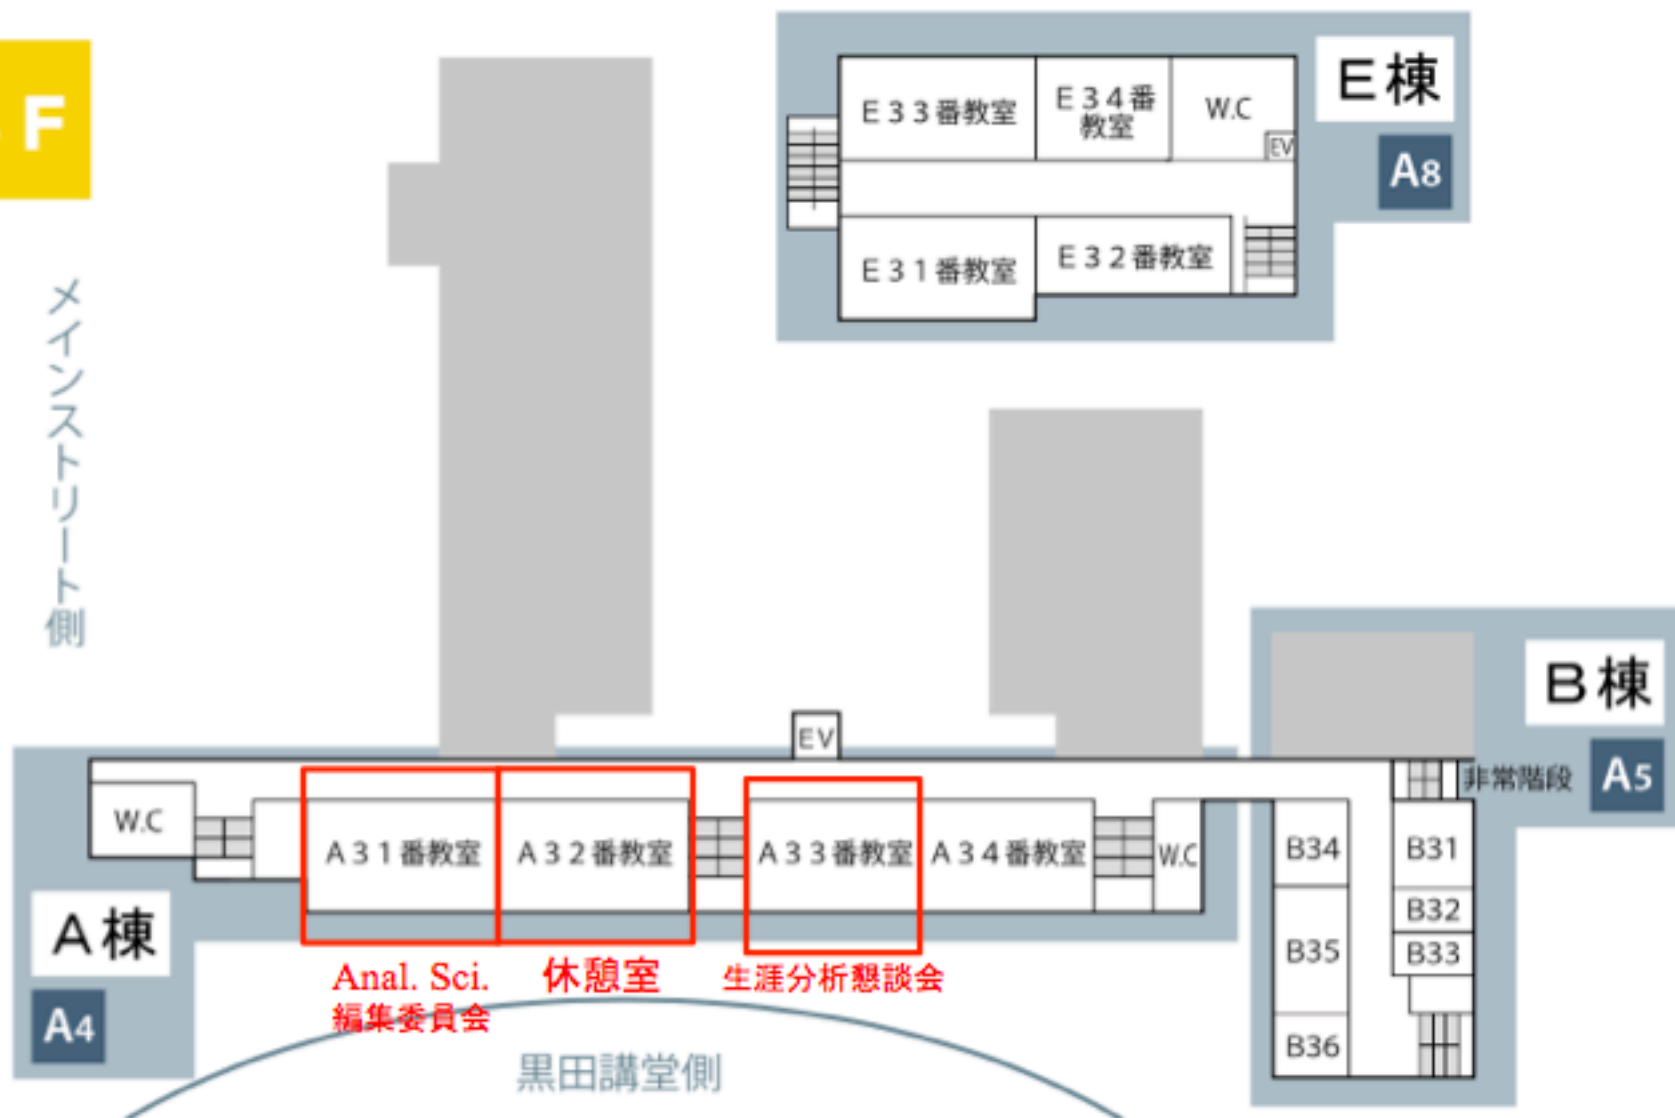 F
メインストリート側
E棟
A8
E33番教室
E34番
教室
W.C
EV
E31番教室
E32番教室
B棟
A5
非常階段
EV
W.C
A31番教室
A32番教室
A33番教室
A34番教室
W.C
B34
B31
B32
B35
B33
B36
A棟
A4
Anal. Sci.
編集委員会
休憩室
生涯分析懇談会
黒田講堂側